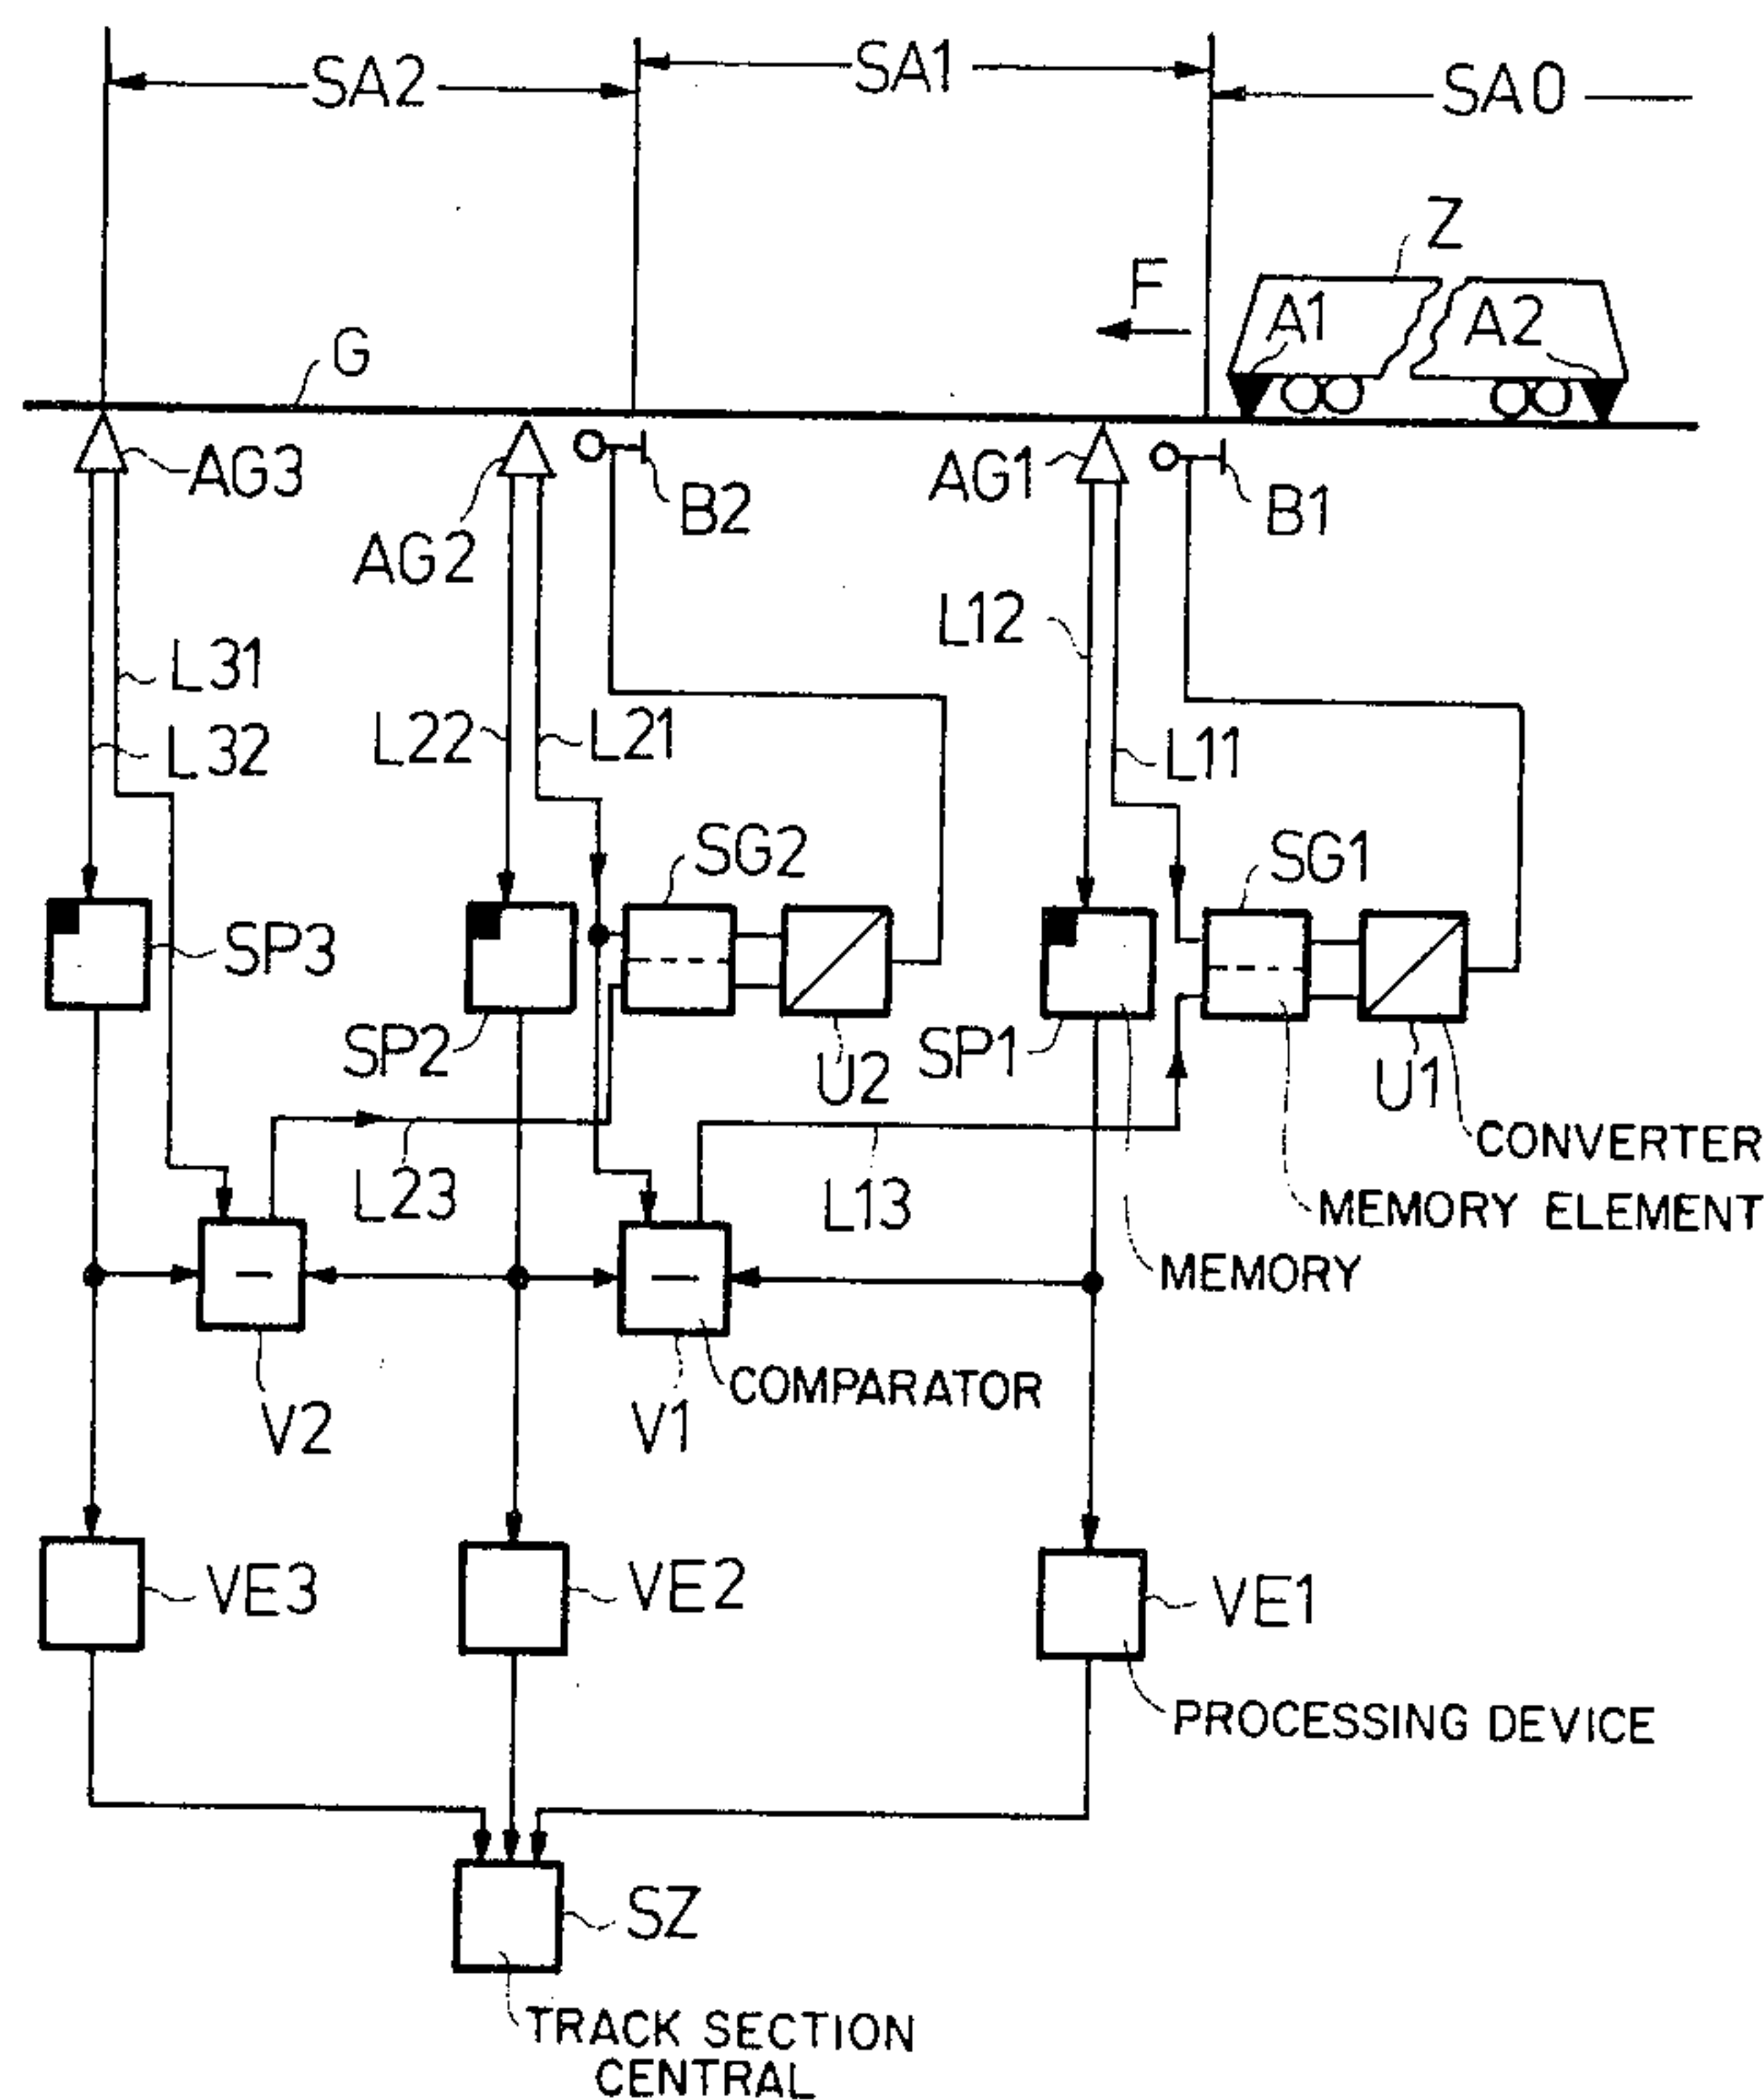 SA2
SA1
SA0
Z
F
A1
A2
G
AG3
AG2
B2
AG1
B1
L12
L31
L32
L22
L21
L11
SG2
SG1
SP3
SP2
U2
SP1
U1
CONVERTER
L23
L13
MEMORY ELEMENT
MEMORY
V2
V1
COMPARATOR
VE3
VE2
VE1
PROCESSING DEVICE
SZ
TRACK SECTION
CENTRAL